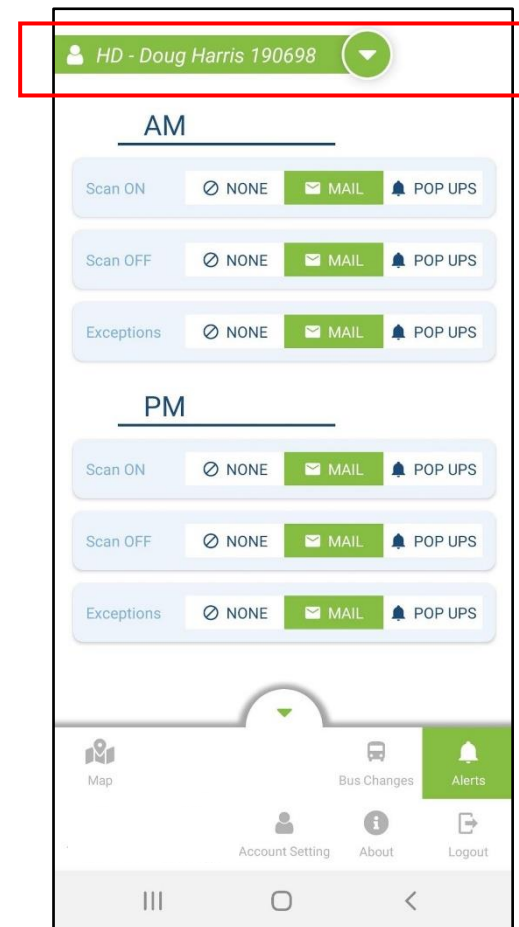 HD - Doug Harris 190698
AM
Scan ON NONE MAIL POP UPS
Scan OFF NONE MAIL POP UPS
Exceptions NONE MAIL POP UPS
PM
Scan ON NONE MAIL POP UPS
Scan OFF NONE MAIL POP UPS
Exceptions NONE MAIL POP UPS
Map Bus Changes Alerts
Account Setting About Logout